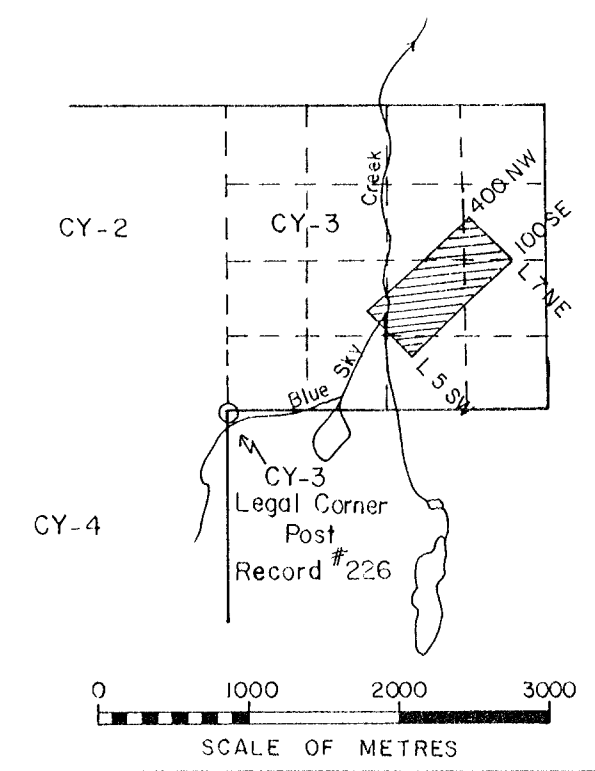 Creek
400 NW
CY-2
CY-3
100 SE
L 7 NE
Blue Sky
L 5 SW
CY-3
Legal Corner
Post
Record #226
CY-4
0 1000 2000 3000
SCALE OF METRES